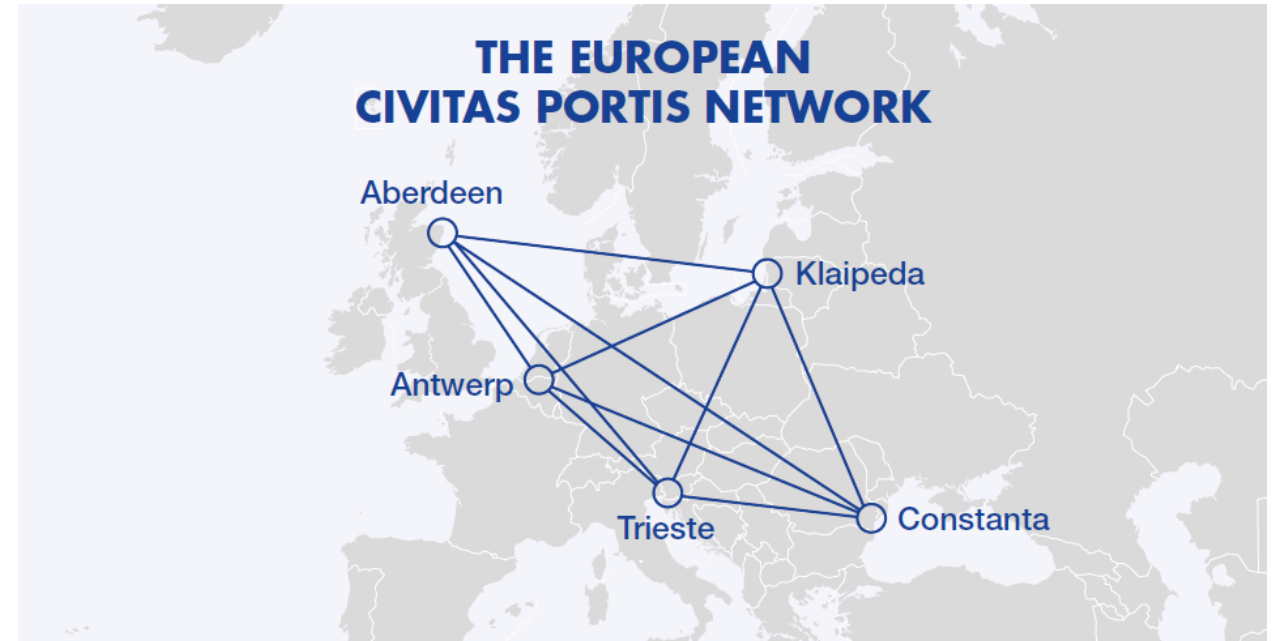 THE EUROPEAN
CIVITAS PORTIS NETWORK
Aberdeen
Klaipeda
Antwerp
Trieste
Constanta